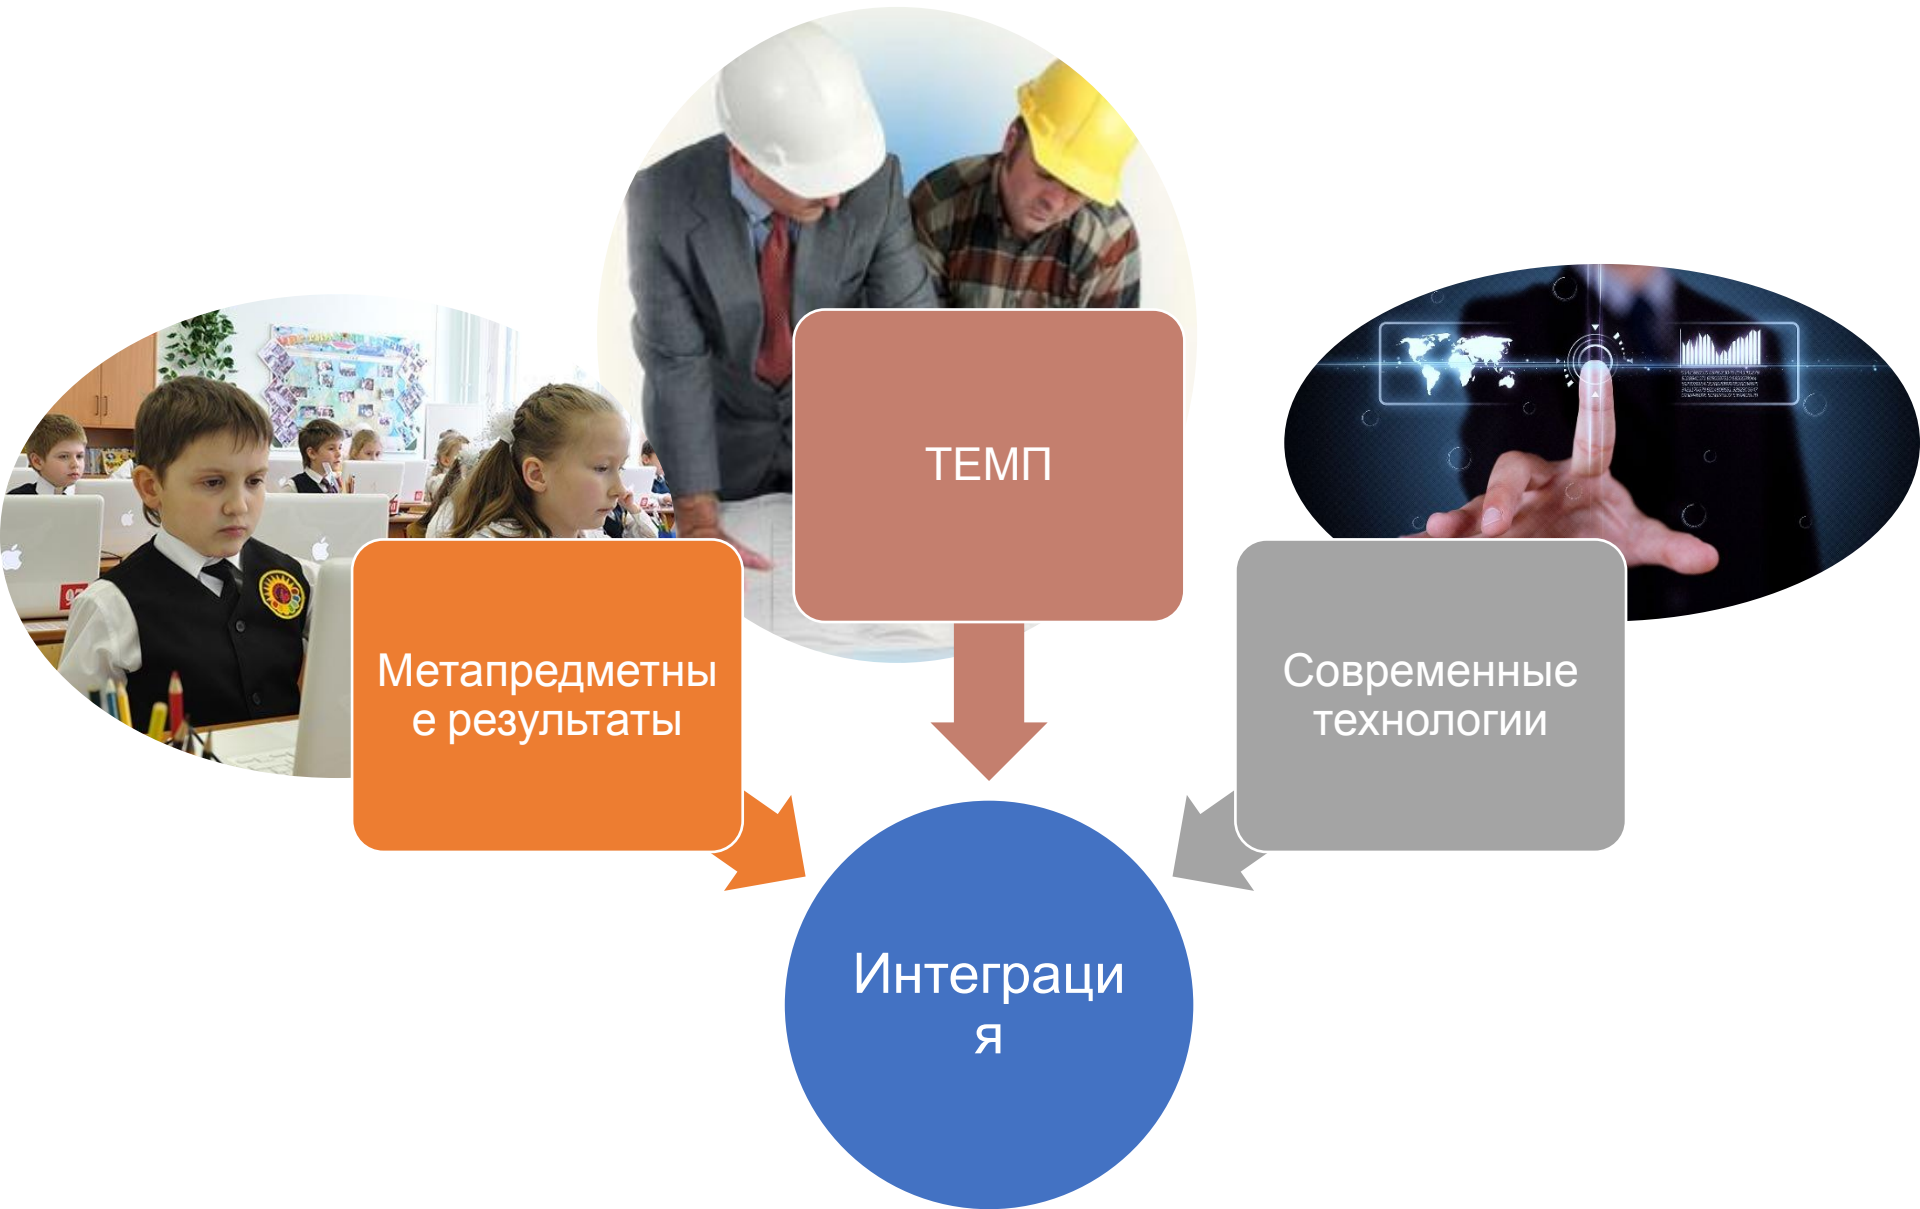 ТЕМП
Метапредметны
е результаты
Современные
технологии
Интеграци
я